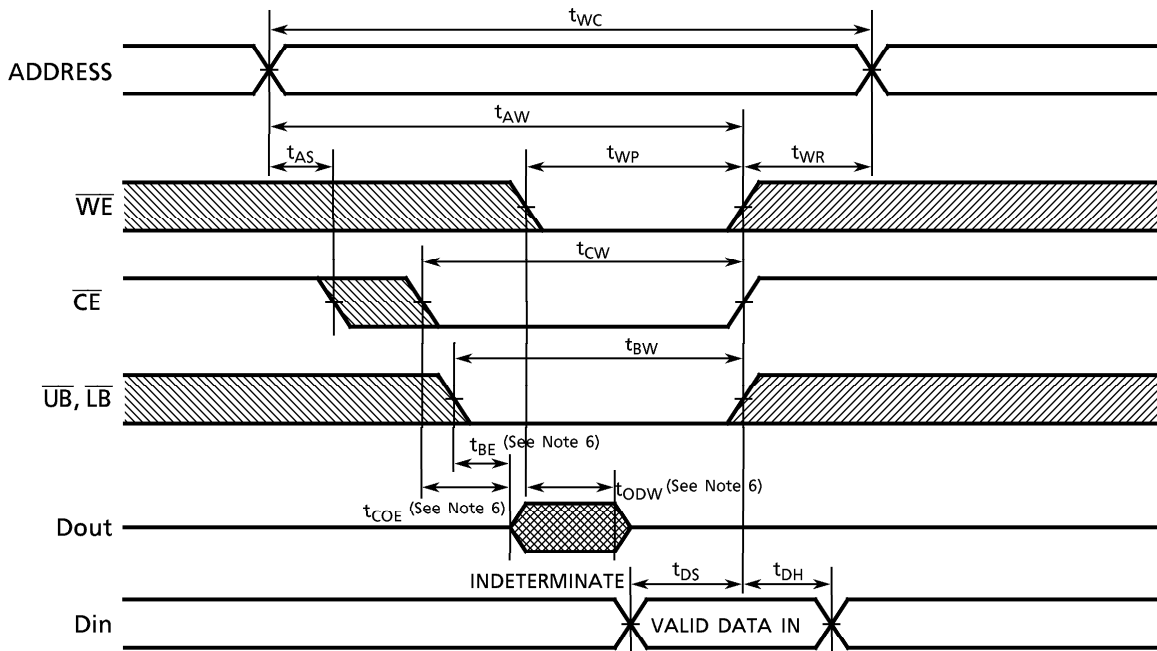 tWC
ADDRESS
tAW
tAS
tWP
tWR
WE
tCW
CE
tBW
UB, LB
tBE (See Note 6)
tODW (See Note 6)
tCOE (See Note 6)
Dout
INDETERMINATE
tDS
tDH
Din
VALID DATA IN